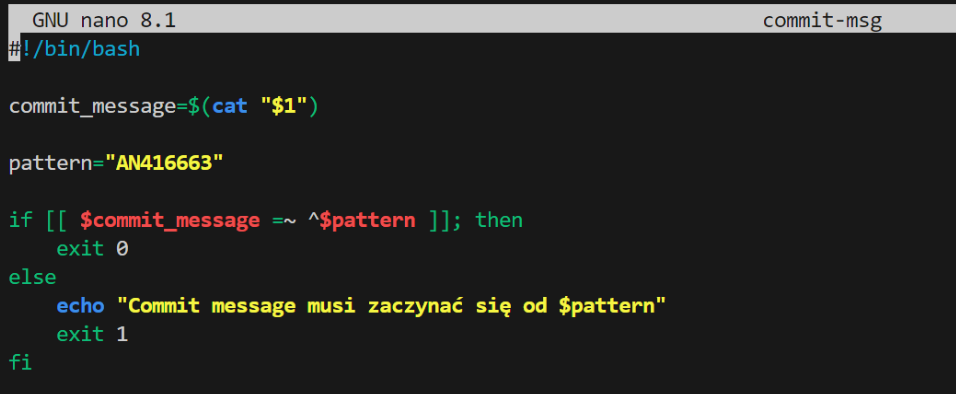 GNU nano 8.1 commit-msg
#!/bin/bash
commit_message=$(cat "$1")
pattern="AN416663"
if [[ $commit_message =~ ^$pattern ]]; then
    exit 0
else
    echo "Commit message musi zaczynać się od $pattern"
    exit 1
fi